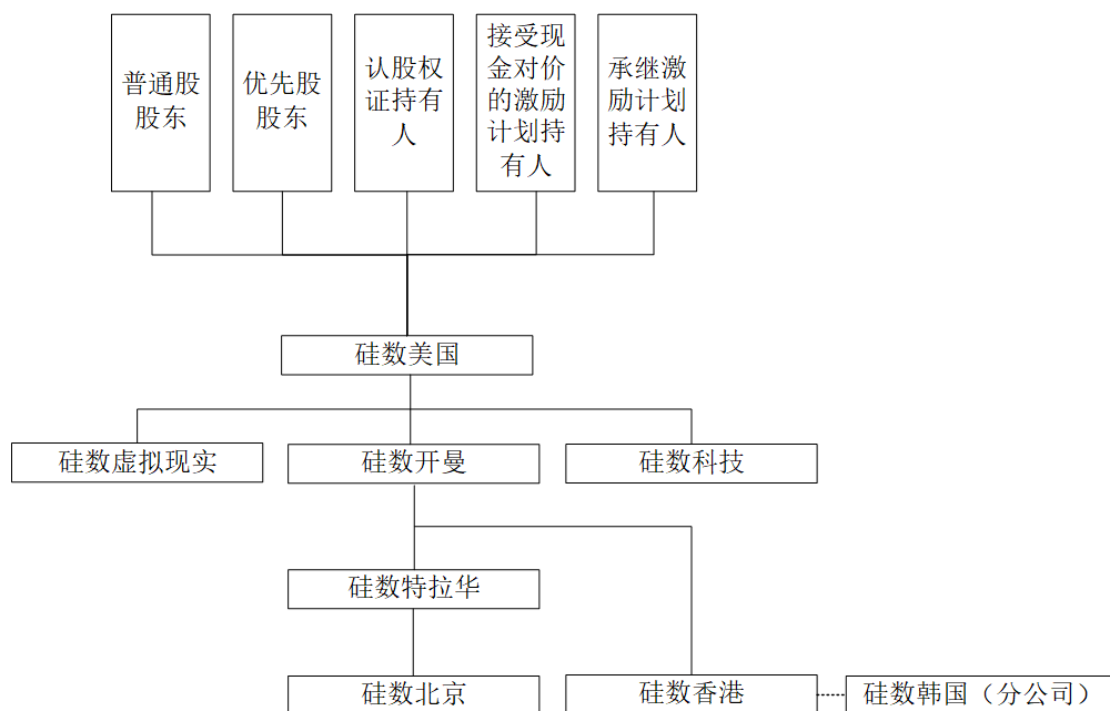 普通股
股东
优先股
股东
认股权
证持有
人
接受现
金对价
的激励
计划持
有人
承继激
励计划
持有人
硅数美国
硅数虚拟现实
硅数开曼
硅数科技
硅数特拉华
硅数北京
硅数香港
硅数韩国（分公司）